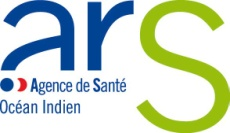 ars
Agence de Santé
Océan Indien